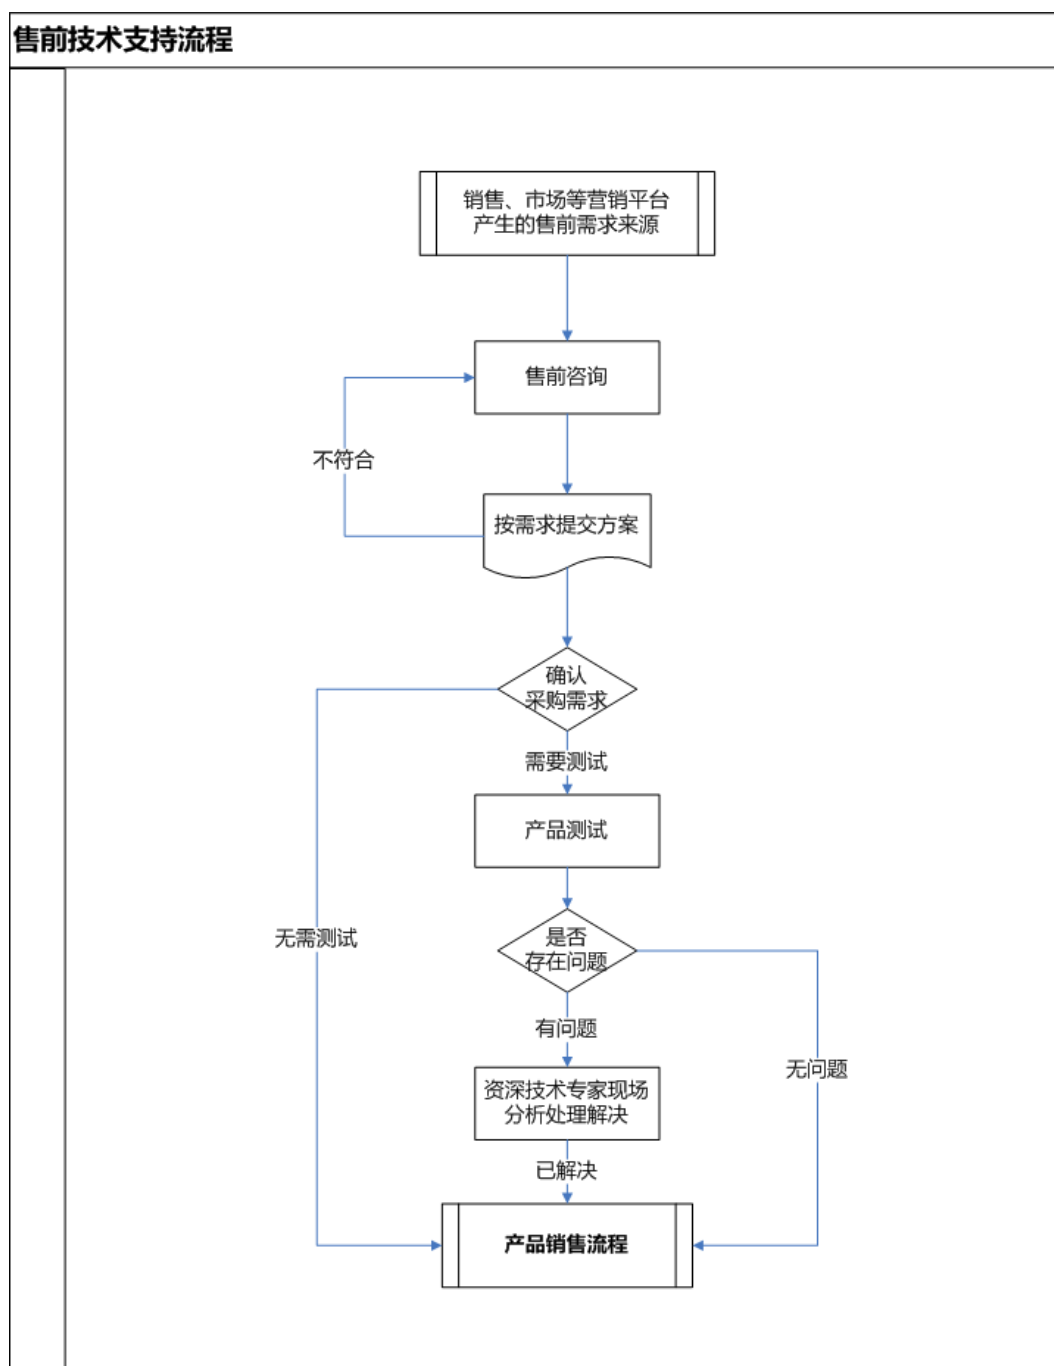 售前技术支持流程
销售、市场等营销平台
产生的售前需求来源
售前咨询
不符合
按需求提交方案
确认
采购需求
需要测试
产品测试
无需测试
是否
存在问题
有问题
无问题
资深技术专家现场
分析处理解决
已解决
产品销售流程